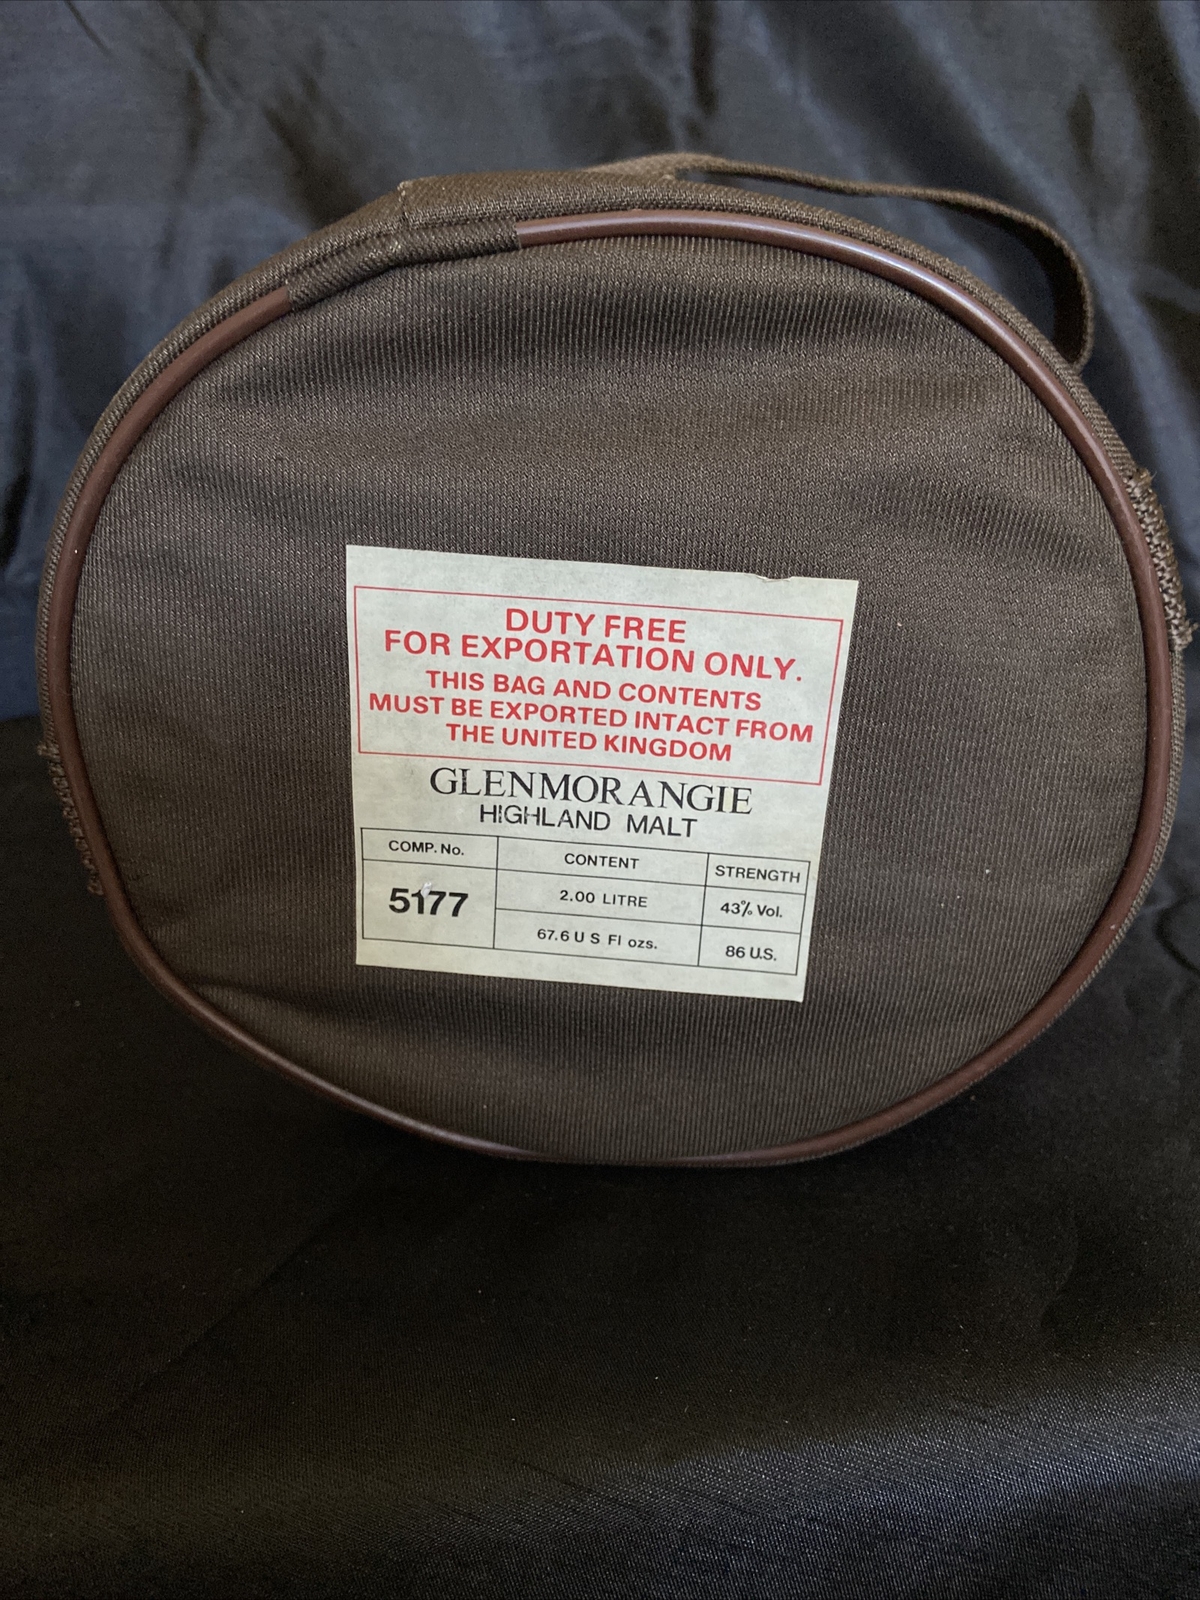 DUTY FREE
FOR EXPORTATION ONLY.
THIS BAG AND CONTENTS
MUST BE EXPORTED INTACT FROM
THE UNITED KINGDOM
GLENMORANGIE
HIGHLAND MALT
COMP. No. CONTENT STRENGTH
5177 2.00 LITRE 43% Vol.
67.6 U S Fl ozs. 86 U.S.